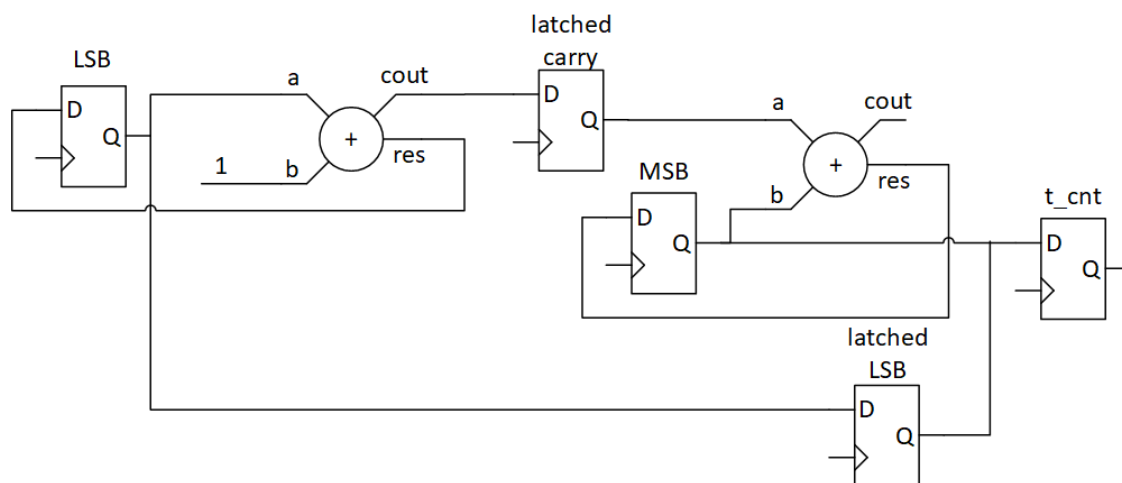 LSB
D
Q
a
1
b
+
cout
res
latched
carry
D
Q
a
b
+
cout
res
MSB
D
Q
t_cnt
D
Q
latched
LSB
D
Q